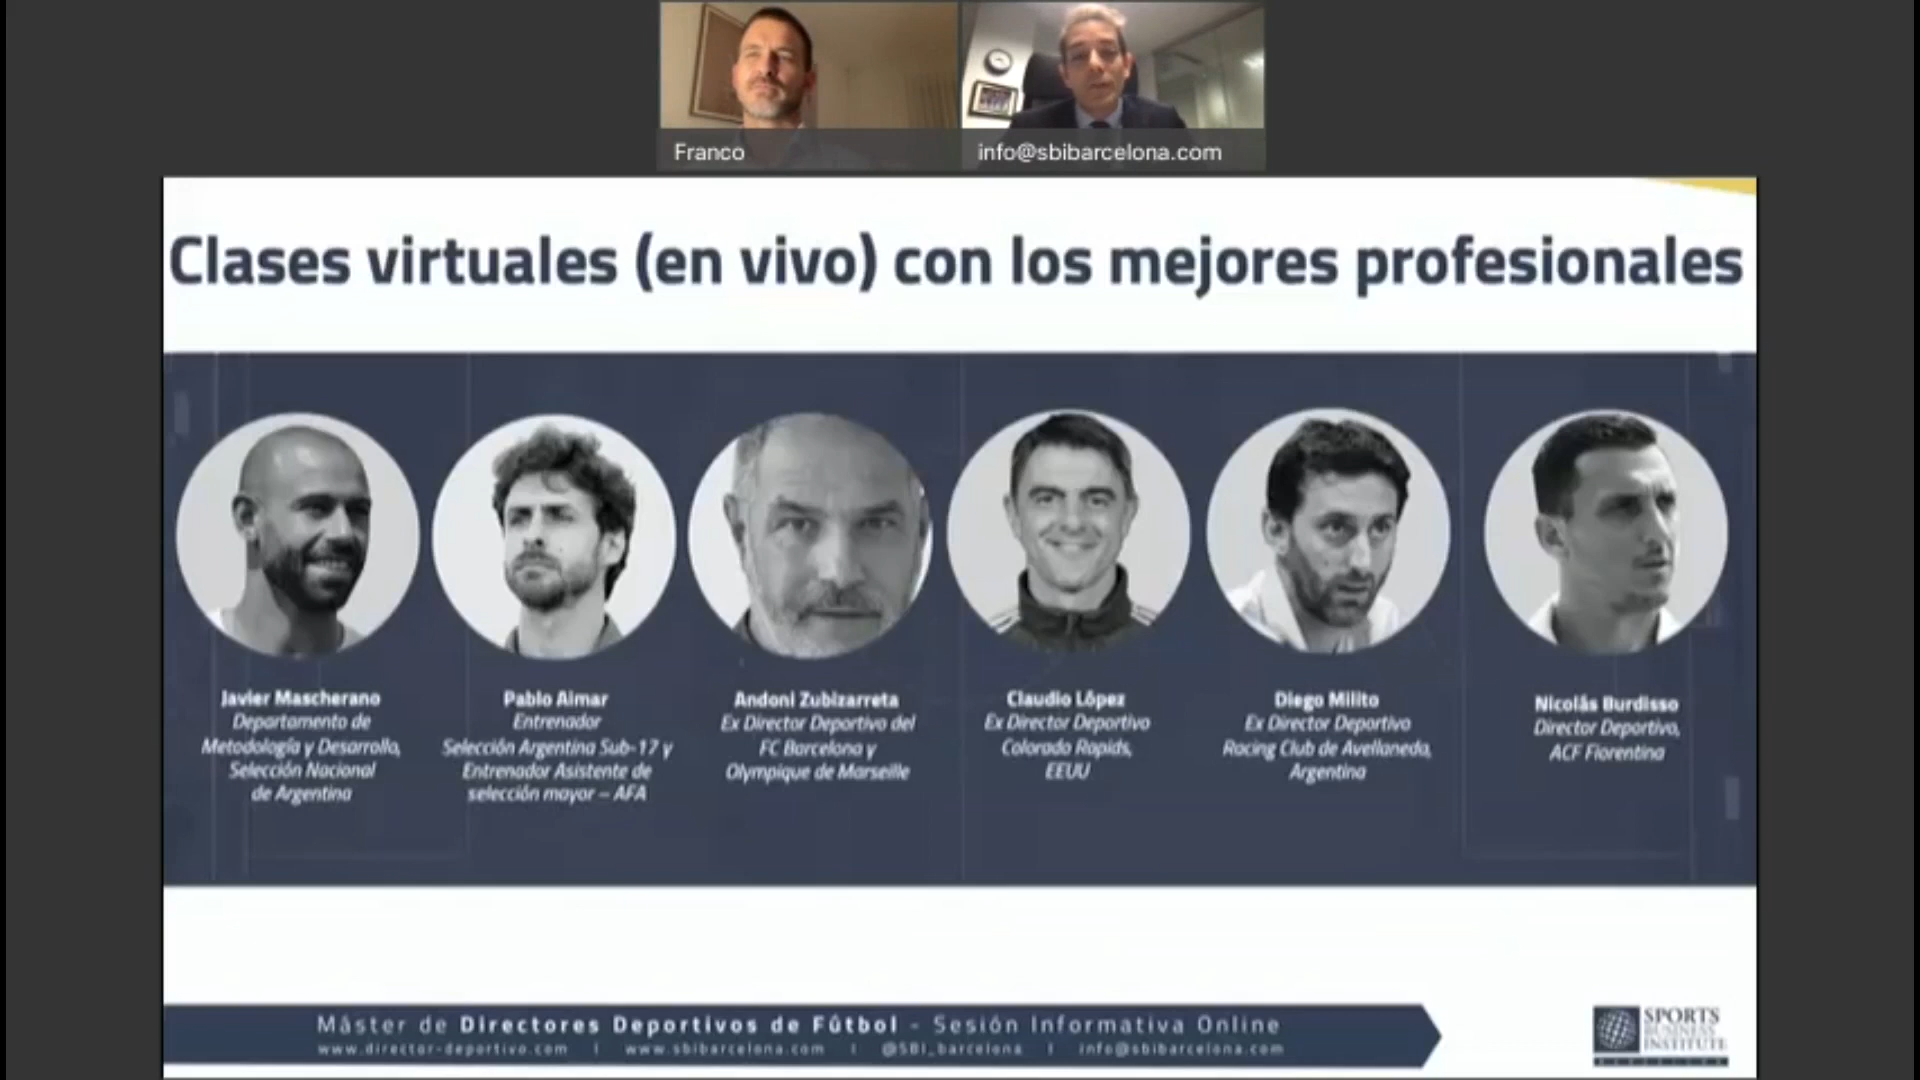 Franco
info@sbibarcelona.com
Clases virtuales (en vivo) con los mejores profesionales
Javier Mascherano
Departamento de
Metodología y Desarrollo,
Selección Nacional
de Argentina
Pablo Aimar
Entrenador
Selección Argentina Sub-17 y
Entrenador Asistente de
selección mayor – AFA
Andoni Zubizarreta
Ex Director Deportivo del
FC Barcelona y
Olympique de Marseille
Claudio López
Ex Director Deportivo
Colorado Rapids,
EEUU
Diego Milito
Ex Director Deportivo
Racing Club de Avellaneda,
Argentina
Nicolás Burdisso
Director Deportivo,
ACF Fiorentina
Máster de Directores Deportivos de Fútbol - Sesión Informativa Online
www.director-deportivo.com | www.sbibarcelona.com | @SBI_barcelona | info@sbibarcelona.com
SPORTS
BUSINESS
INSTITUTE
BARCELONA